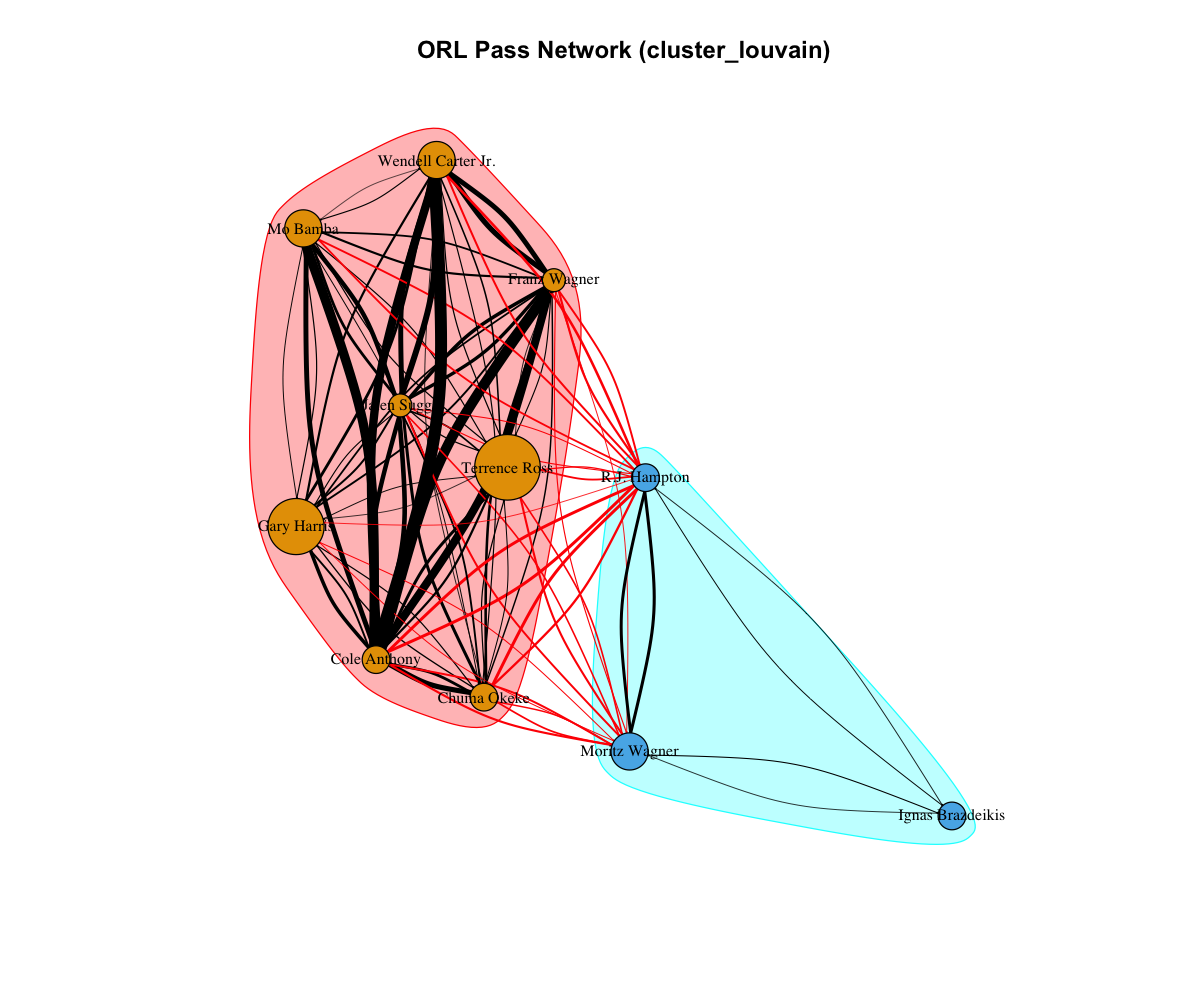 ORL Pass Network (cluster_louvain)
Wendell Carter Jr.
Mo Bamba
Franz Wagner
Jalen Suggs
Terrence Ross
R.J. Hampton
Gary Harris
Cole Anthony
Chuma Okeke
Moritz Wagner
Ignas Brazdeikis